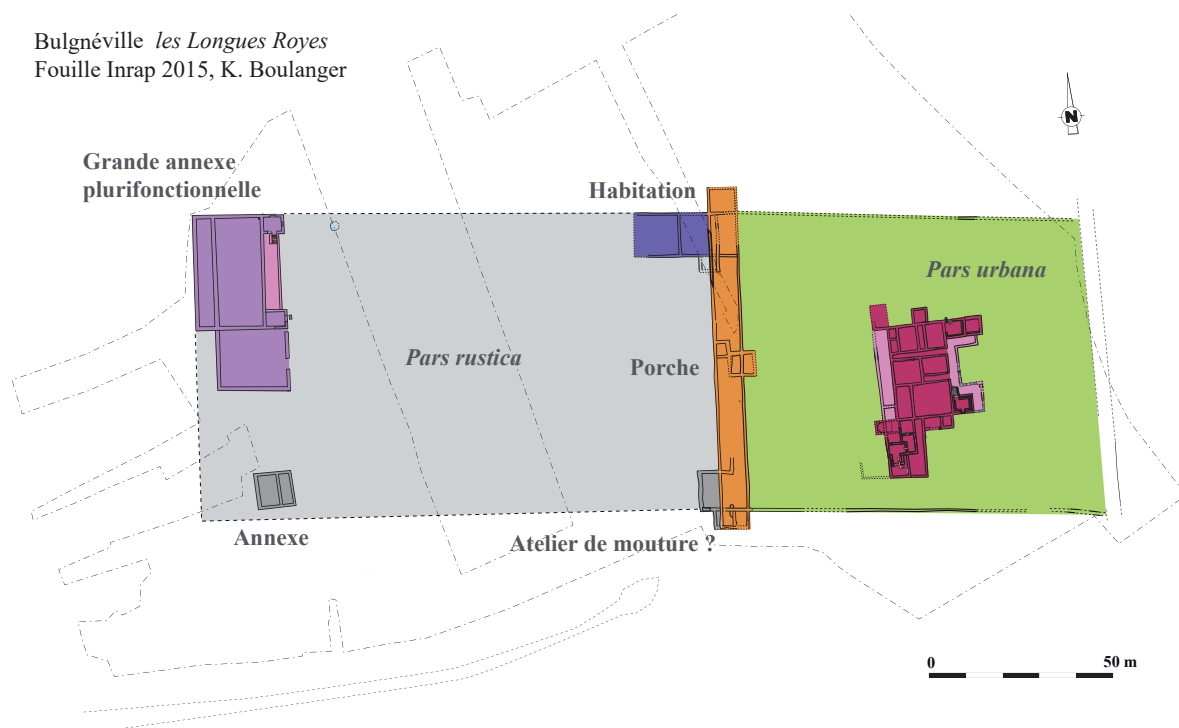 Bulgnéville les Longues Royes
Fouille Inrap 2015, K. Boulanger
N
Grande annexe
plurifonctionnelle
Habitation
Pars urbana
Pars rustica
Porche
Annexe
Atelier de mouture ?
0 50 m